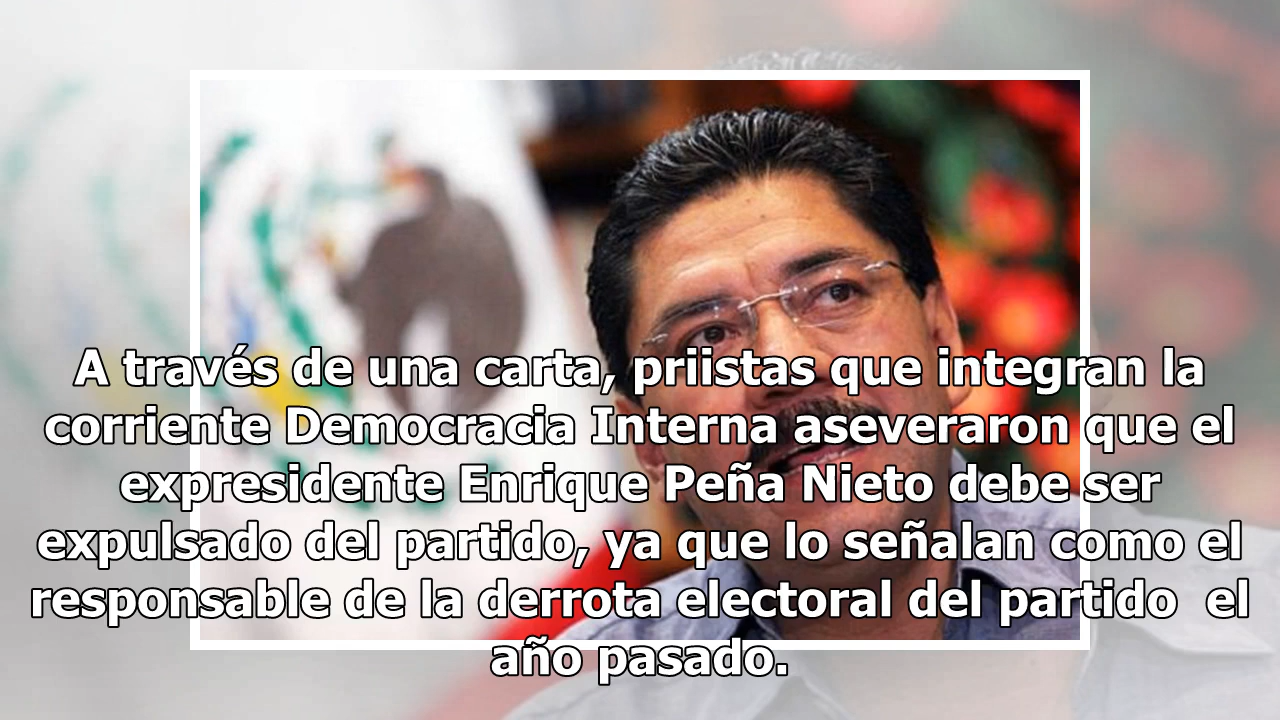 A través de una carta, priistas que integran la
corriente Democracia Interna aseveraron que el
expresidente Enrique Peña Nieto debe ser
expulsado del partido, ya que lo señalan como el
responsable de la derrota electoral del partido  el
año pasado.